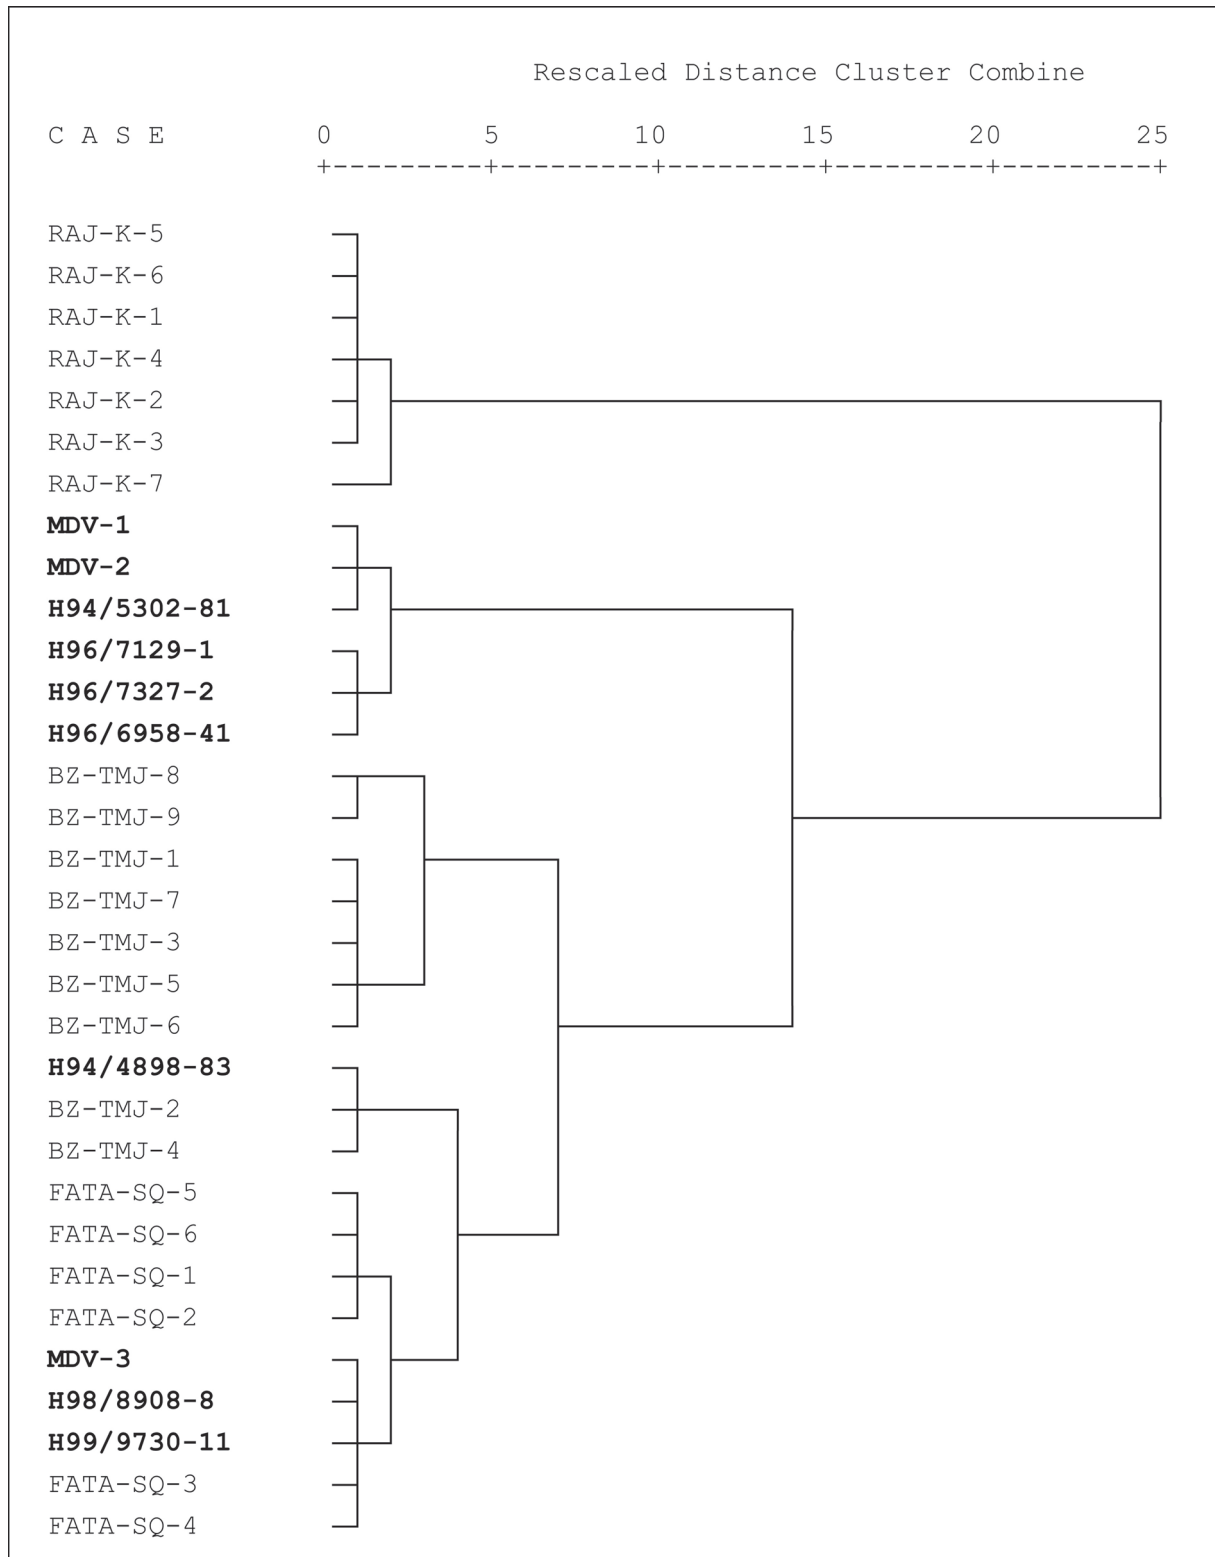 Rescaled Distance Cluster Combine
C A S E 0 5 10 15 20 25
RAJ-K-5
RAJ-K-6
RAJ-K-1
RAJ-K-4
RAJ-K-2
RAJ-K-3
RAJ-K-7
MDV-1
MDV-2
H94/5302-81
H96/7129-1
H96/7327-2
H96/6958-41
BZ-TMJ-8
BZ-TMJ-9
BZ-TMJ-1
BZ-TMJ-7
BZ-TMJ-3
BZ-TMJ-5
BZ-TMJ-6
H94/4898-83
BZ-TMJ-2
BZ-TMJ-4
FATA-SQ-5
FATA-SQ-6
FATA-SQ-1
FATA-SQ-2
MDV-3
H98/8908-8
H99/9730-11
FATA-SQ-3
FATA-SQ-4